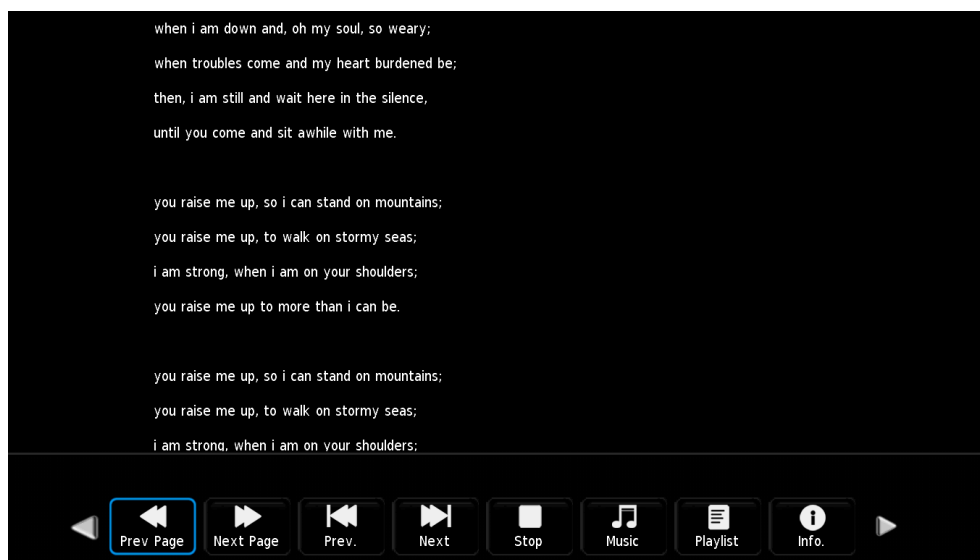 when i am down and, oh my soul, so weary;
when troubles come and my heart burdened be;
then, i am still and wait here in the silence,
until you come and sit awhile with me.
you raise me up, so i can stand on mountains;
you raise me up, to walk on stormy seas;
i am strong, when i am on your shoulders;
you raise me up to more than i can be.
you raise me up, so i can stand on mountains;
you raise me up, to walk on stormy seas;
i am strong, when i am on your shoulders;
Prev Page Next Page Prev. Next Stop Music Playlist Info.